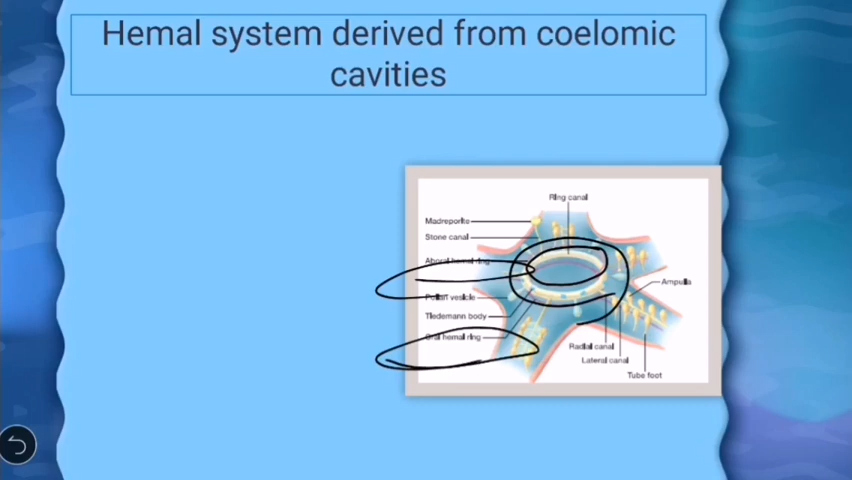 Hemal system derived from coelomic
cavities
Ring canal
Madreporite
Stone canal
Aboral hemal ring
Ampulla
Polian vesicle
Tiedemann body
Oral hemal ring
Radial canal
Lateral canal
Tube foot